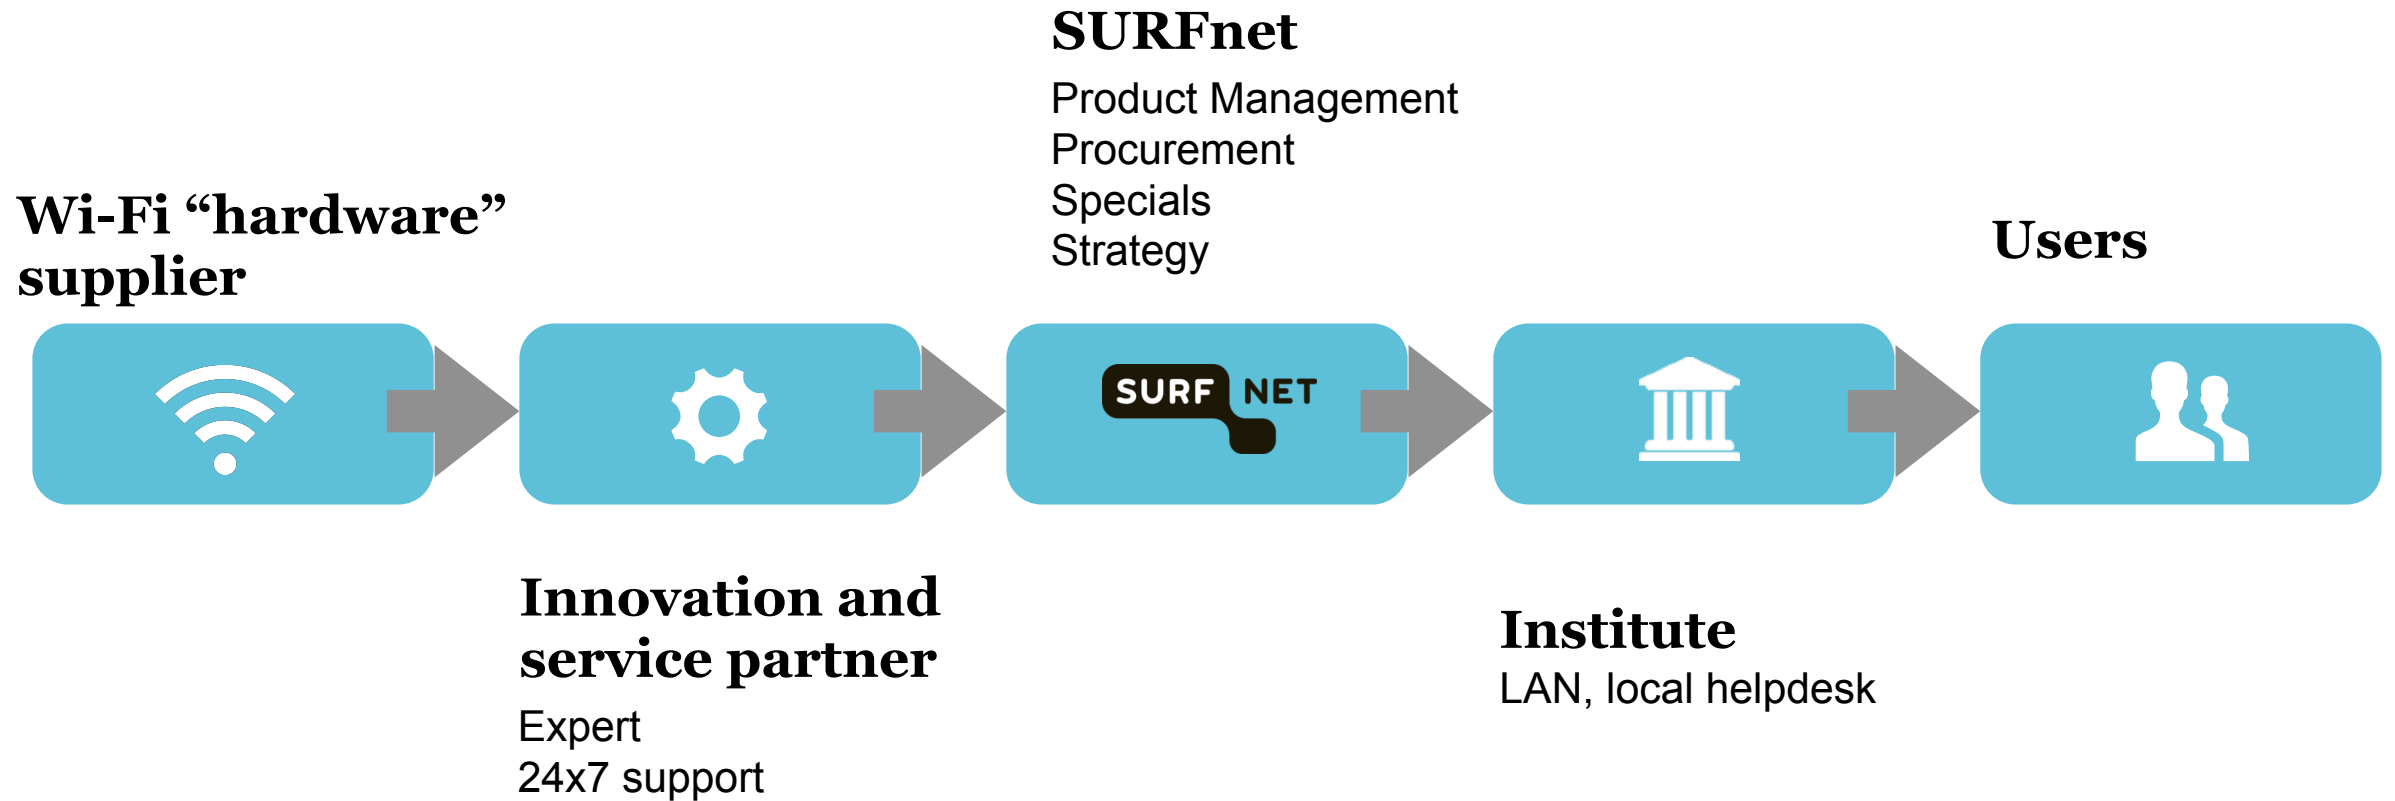 SURFnet
Product Management
Procurement
Specials
Strategy
Wi-Fi “hardware”
supplier
Users
SURF NET
Innovation and
service partner
Expert
24x7 support
Institute
LAN, local helpdesk